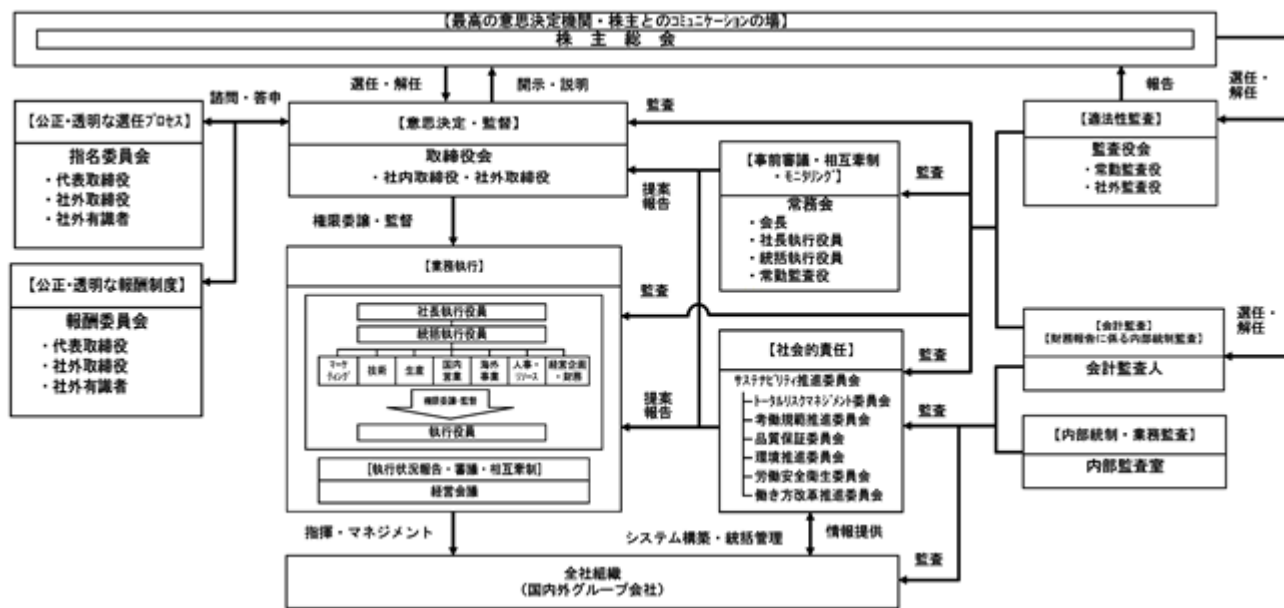 【最高の意思決定機関・株主とのコミュニケーションの場】
株主総会
選任・解任
開示・説明
報告
選任・
解任
諮問・答申
【公正・透明な選任プロセス】
指名委員会
・代表取締役
・社外取締役
・社外有識者
【意思決定・監督】
取締役会
・社内取締役・社外取締役
監査
【適法性監査】
監査役会
・常勤監査役
・社外監査役
【事前審議・相互牽制
・モニタリング】
常務会
・会長
・社長執行役員
・統括執行役員
・常勤監査役
監査
提案
報告
権限委譲・監督
【公正・透明な報酬制度】
報酬委員会
・代表取締役
・社外取締役
・社外有識者
【業務執行】
社長執行役員
統括執行役員
マーケ
ティング
技術
生産
国内
営業
海外
事業
人事・
リソース
経営企画
・財務
権限委譲・監督
執行役員
【執行状況報告・審議・相互牽制】
経営会議
監査
【社会的責任】
サステナビリティ推進委員会
トータルリスクマネジメント委員会
考働規範推進委員会
品質保証委員会
環境推進委員会
労働安全衛生委員会
働き方改革推進委員会
監査
監査
提案
報告
【会計監査】
【財務報告に係る内部統制監査】
会計監査人
選任・
解任
【内部統制・業務監査】
内部監査室
指揮・マネジメント
システム構築・統括管理
情報提供
監査
全社組織
（国内外グループ会社）